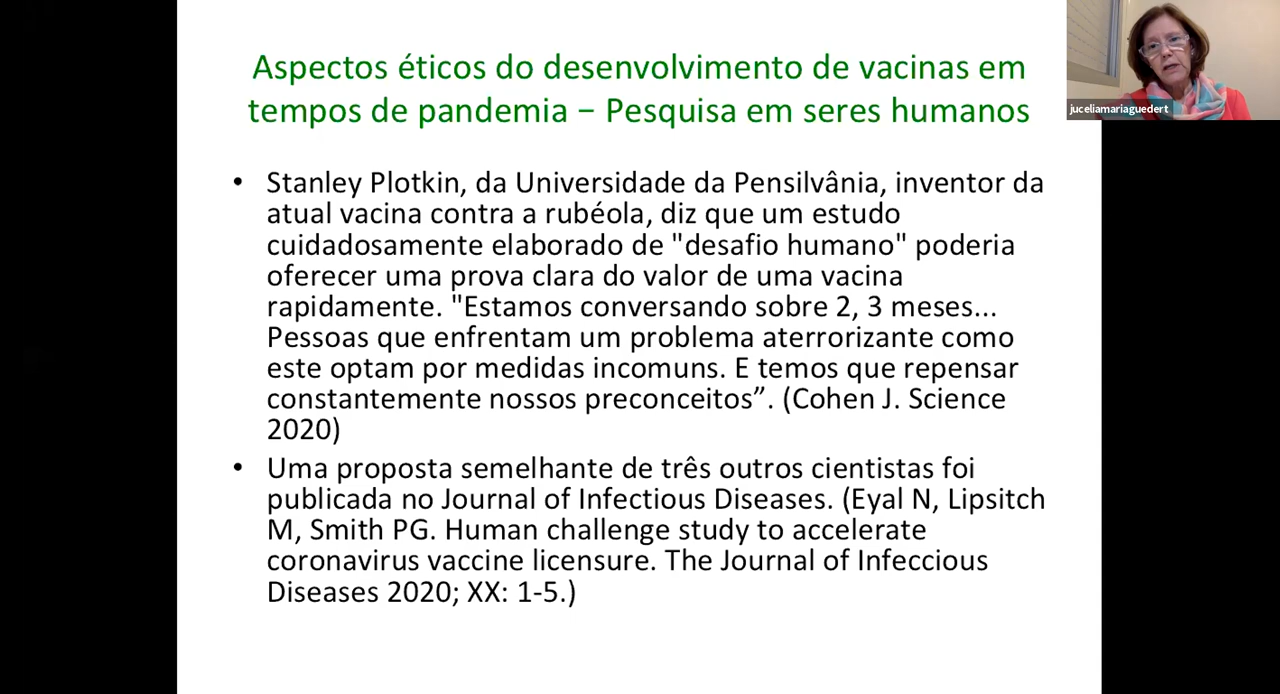 Aspectos éticos do desenvolvimento de vacinas em
tempos de pandemia – Pesquisa em seres humanos
juceliamariaguedert
• Stanley Plotkin, da Universidade da Pensilvânia, inventor da
atual vacina contra a rubéola, diz que um estudo
cuidadosamente elaborado de "desafio humano" poderia
oferecer uma prova clara do valor de uma vacina
rapidamente. "Estamos conversando sobre 2, 3 meses...
Pessoas que enfrentam um problema aterrorizante como
este optam por medidas incomuns. E temos que repensar
constantemente nossos preconceitos”. (Cohen J. Science
2020)
• Uma proposta semelhante de três outros cientistas foi
publicada no Journal of Infectious Diseases. (Eyal N, Lipsitch
M, Smith PG. Human challenge study to accelerate
coronavirus vaccine licensure. The Journal of Infeccious
Diseases 2020; XX: 1-5.)